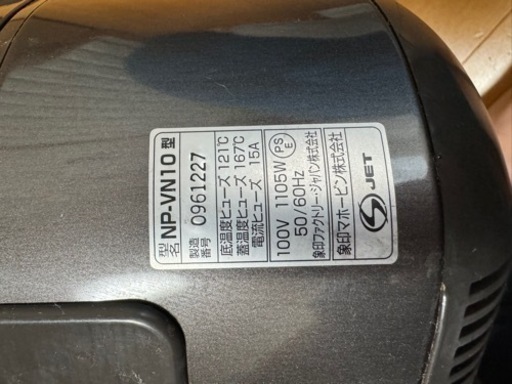 型名 NP-VN10 型
製造番号 0961227
底温度ヒューズ 121℃
蓋温度ヒューズ 167℃
電流ヒューズ 15A
100V 1105W PSE
50/60Hz
象印ファクトリー・ジャパン株式会社
象印マホービン株式会社
S JET